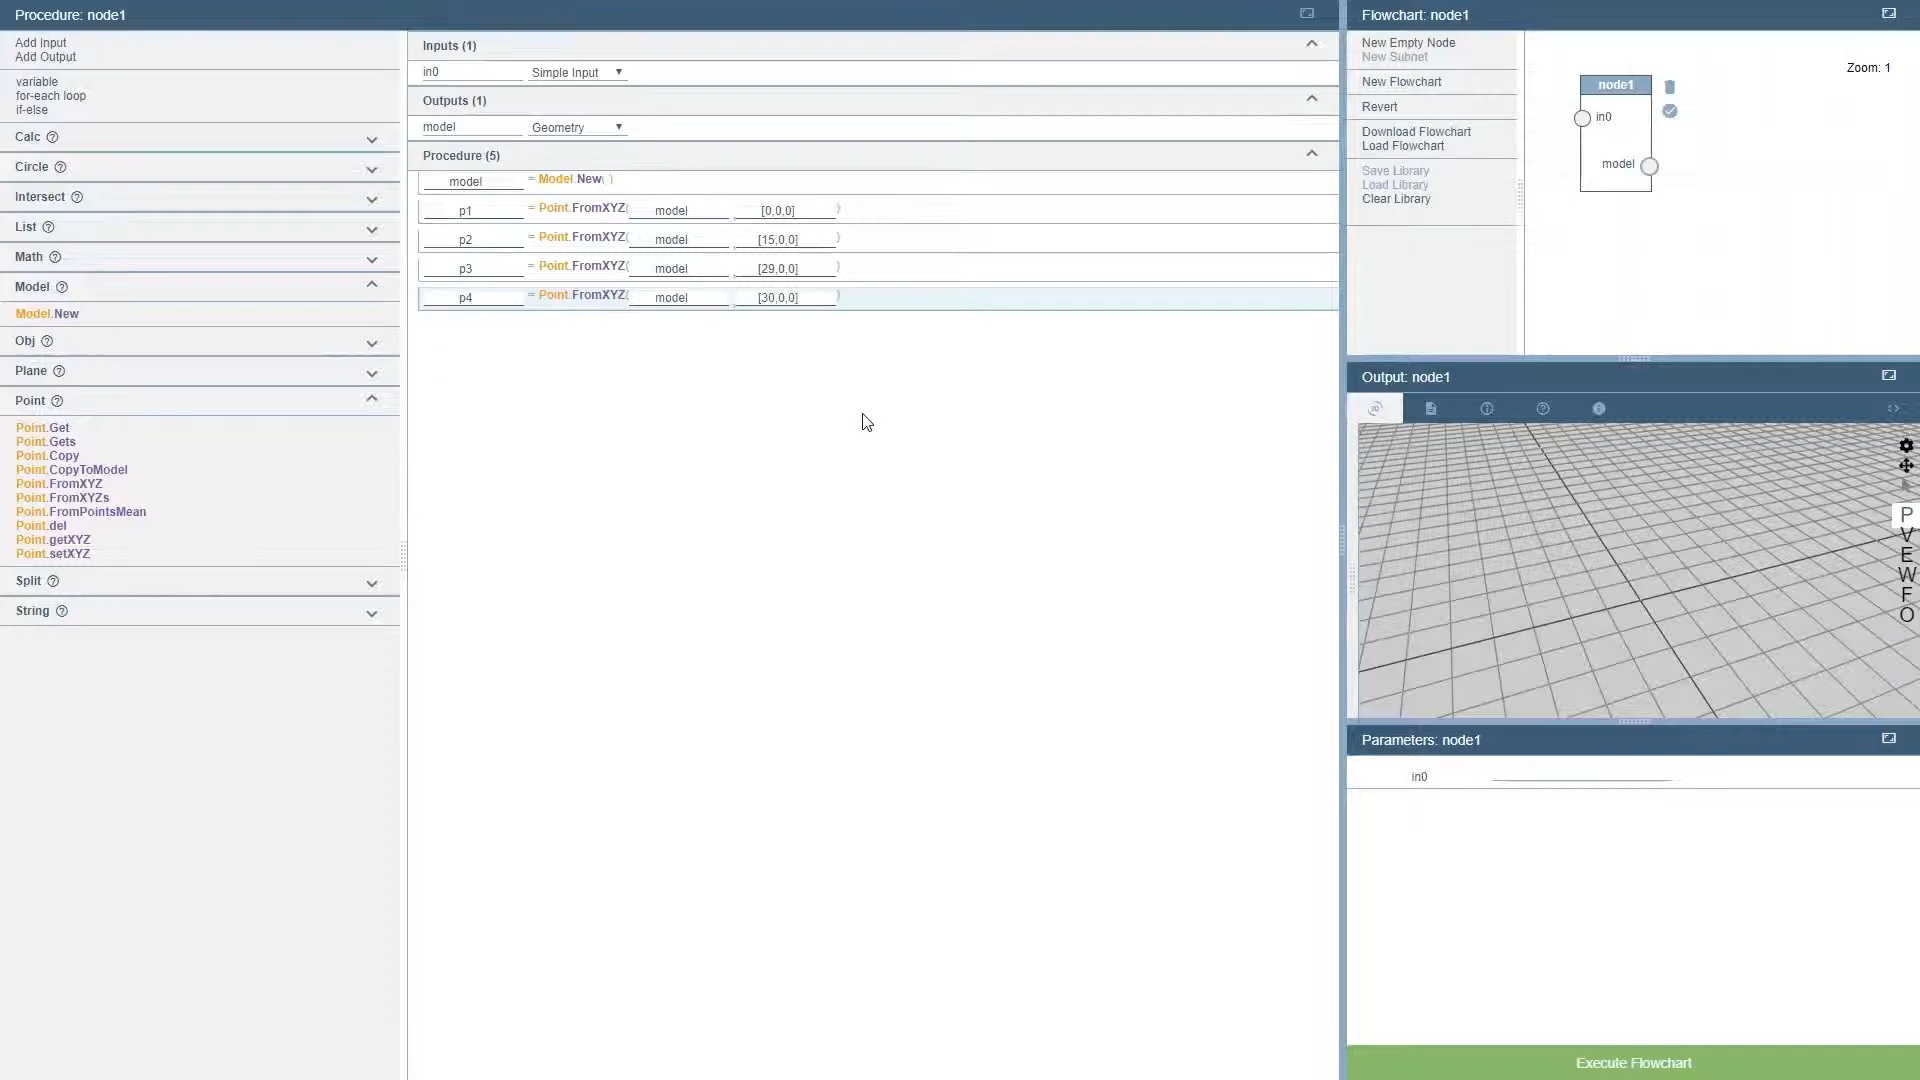 Procedure: node1
Add Input
Add Output
variable
for-each loop
if-else
Calc
Circle
Intersect
List
Math
Model
Model.New
Obj
Plane
Point
Point.Get
Point.Gets
Point.Copy
Point.CopyToModel
Point.FromXYZ
Point.FromXYZs
Point.FromPointsMean
Point.del
Point.getXYZ
Point.setXYZ
Split
String
Inputs (1)
in0 Simple Input
Outputs (1)
model Geometry
Procedure (5)
model = Model.New( )
p1 = Point.FromXYZ( model , [0,0,0] )
p2 = Point.FromXYZ( model , [15,0,0] )
p3 = Point.FromXYZ( model , [29,0,0] )
p4 = Point.FromXYZ( model , [30,0,0] )
Flowchart: node1
New Empty Node
New Subnet
New Flowchart
Revert
Download Flowchart
Load Flowchart
Save Library
Load Library
Clear Library
Zoom: 1
node1
in0
model
Output: node1
P
V
E
W
F
O
Parameters: node1
in0
Execute Flowchart